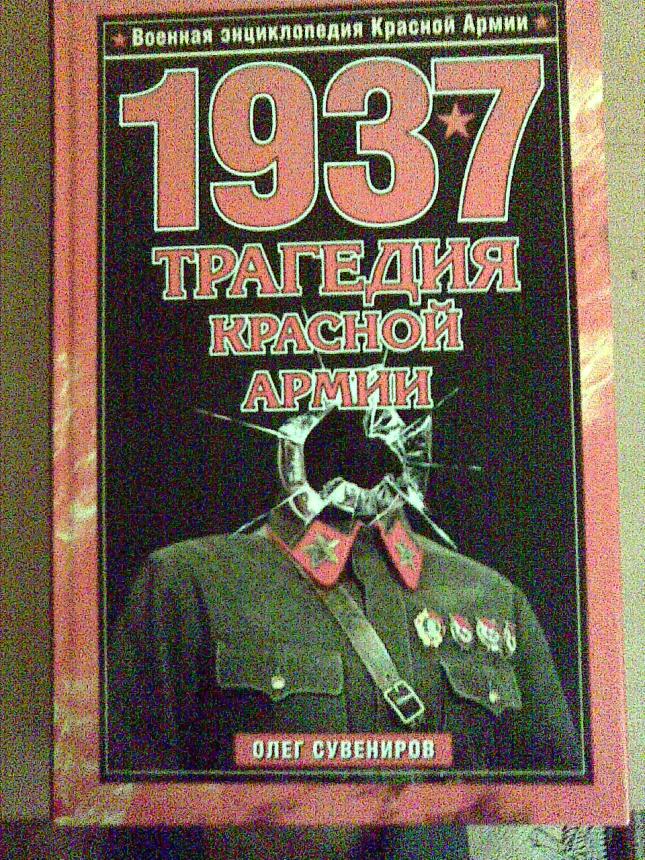 Военная энциклопедия Красной Армии
1937
ТРАГЕДИЯ
КРАСНОЙ
АРМИИ
ОЛЕГ СУВЕНИРОВ